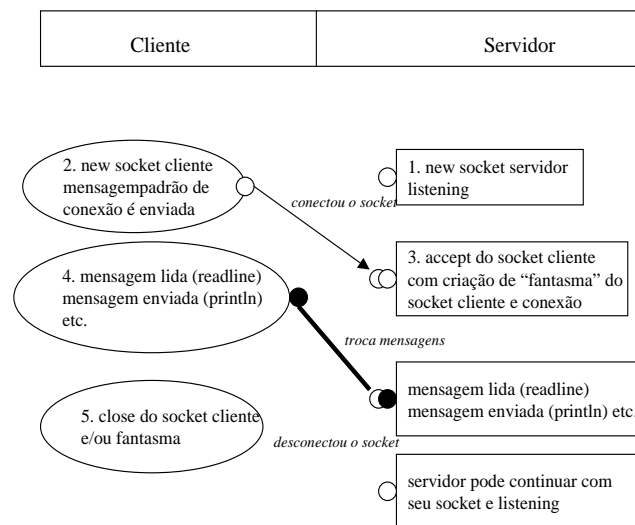 Cliente
Servidor
2. new socket cliente
mensagempadrão de
conexão é enviada
1. new socket servidor
listening
conectou o socket
3. accept do socket cliente
com criação de “fantasma” do
socket cliente e conexão
4. mensagem lida (readline)
mensagem enviada (println)
etc.
troca mensagens
mensagem lida (readline)
mensagem enviada (println) etc.
5. close do socket cliente
e/ou fantasma
desconectou o socket
servidor pode continuar com
seu socket e listening